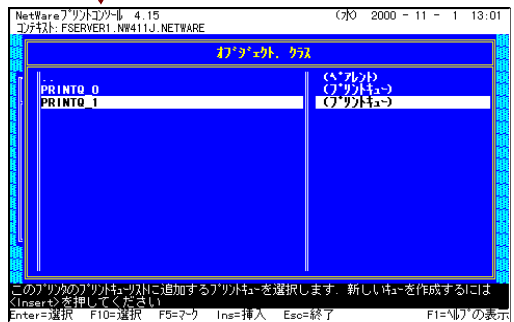 NetWareﾌﾟﾘﾝﾄｺﾝｿｰﾙ 4.15 (水) 2000 - 11 - 1 13:01
ｺﾝﾃｷｽﾄ: FSERVER1.NW411J.NETWARE
ｵﾌﾞｼﾞｪｸﾄ. ｸﾗｽ
.. (ﾍﾟｱﾚﾝﾄ)
PRINTQ_0 (ﾌﾟﾘﾝﾄｷｭｰ)
PRINTQ_1 (ﾌﾟﾘﾝﾄｷｭｰ)
このﾌﾟﾘﾝﾀのﾌﾟﾘﾝﾄｷｭｰﾘｽﾄに追加するﾌﾟﾘﾝﾄｷｭｰを選択します. 新しいｷｭｰを作成するには
<Insert>を押してください
Enter=選択 F10=選択 F5=ﾏｰｸ Ins=挿入 Esc=終了 F1=ﾍﾙﾌﾟの表示